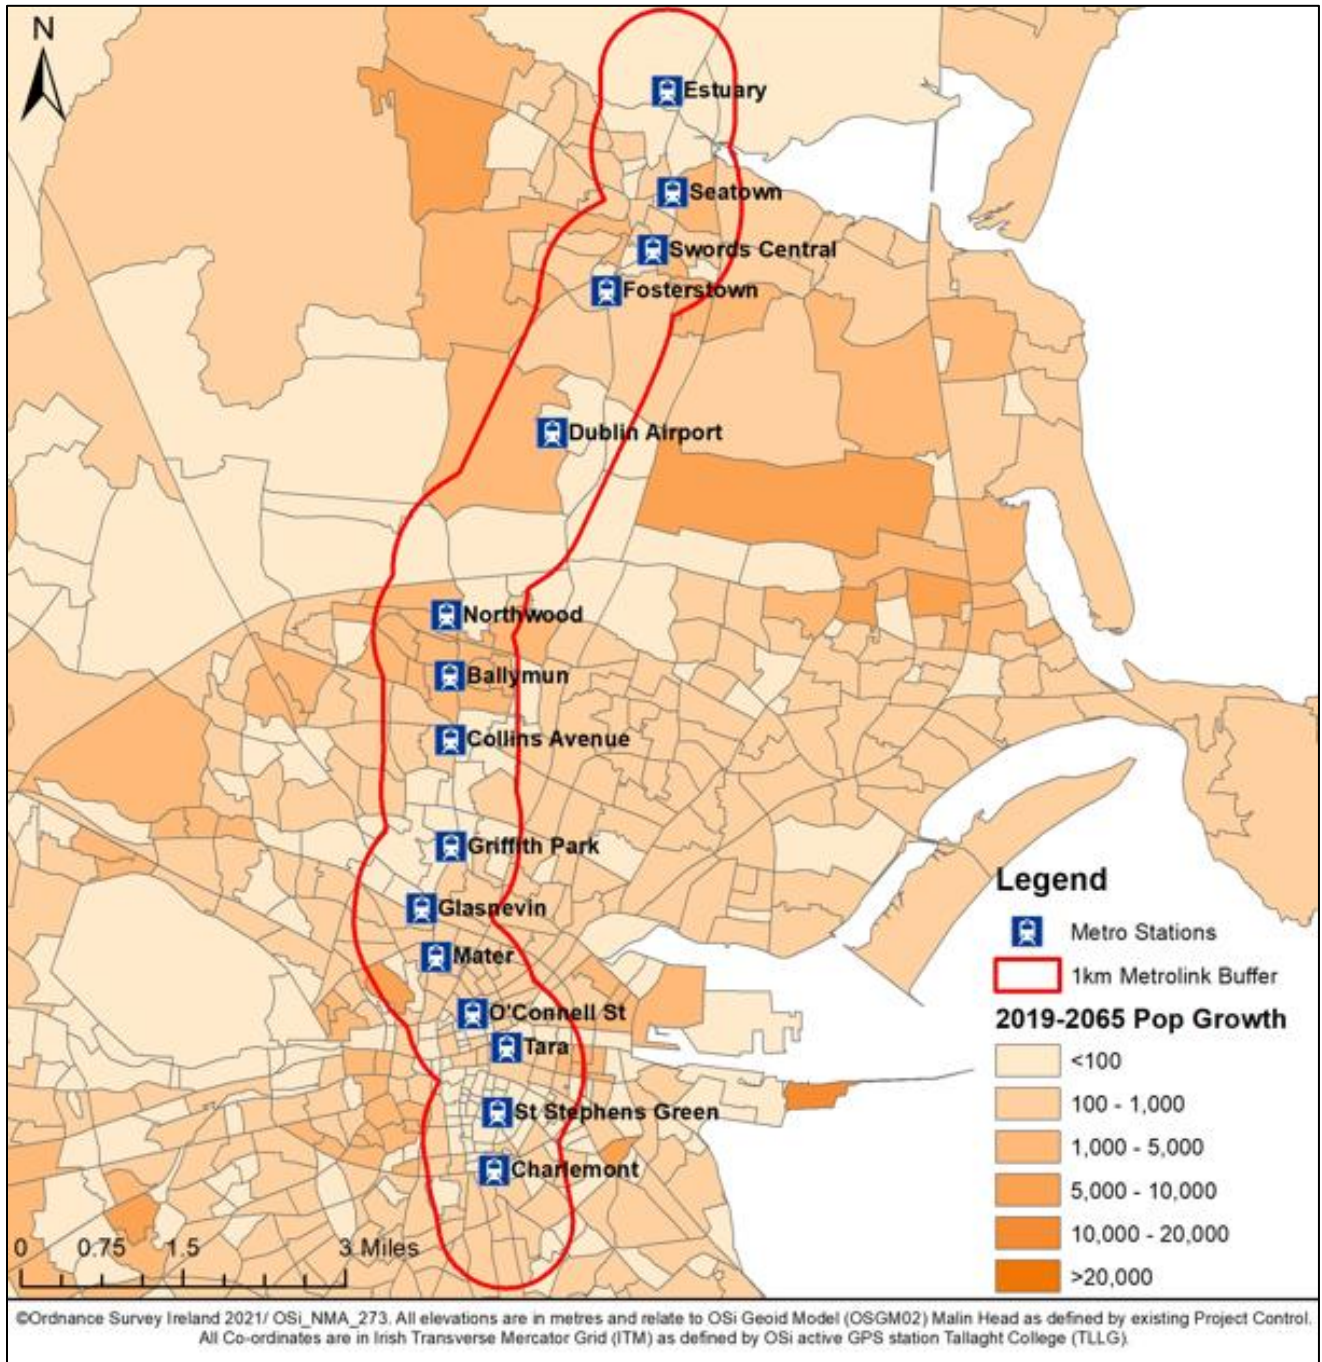 N
Estuary
Seatown
Swords Central
Fosterstown
Dublin Airport
Northwood
Ballymun
Collins Avenue
Griffith Park
Glasnevin
Mater
O'Connell St
Tara
St Stephens Green
Charlemont
Legend
Metro Stations
1km Metrolink Buffer
2019-2065 Pop Growth
<100
100 - 1,000
1,000 - 5,000
5,000 - 10,000
10,000 - 20,000
>20,000
0 0.75 1.5 3 Miles
©Ordnance Survey Ireland 2021/ OSi_NMA_273. All elevations are in metres and relate to OSi Geoid Model (OSGM02) Malin Head as defined by existing Project Control.
All Co-ordinates are in Irish Transverse Mercator Grid (ITM) as defined by OSi active GPS station Tallaght College (TLLG).